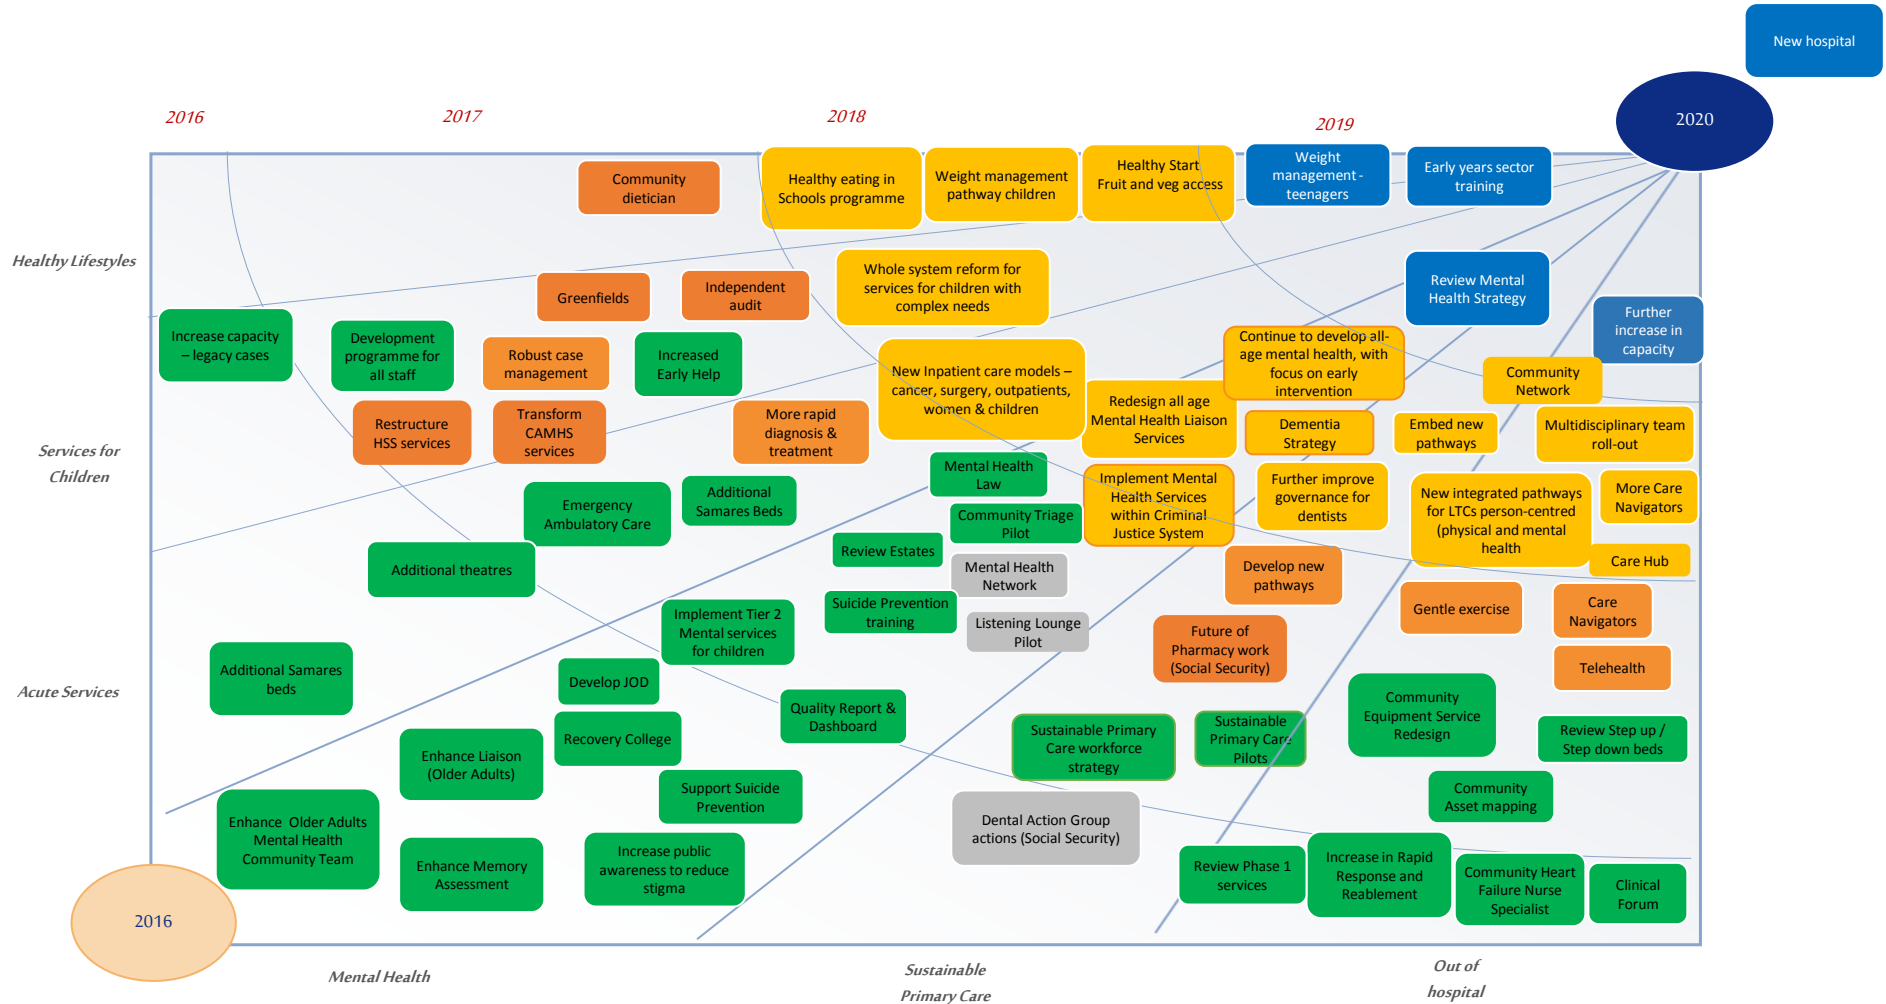 New hospital
2016
2017
2018
2019
2020
Community
dietician
Healthy eating in
Schools programme
Weight management
pathway children
Healthy Start
Fruit and veg access
Weight
management -
teenagers
Early years sector
training
Healthy Lifestyles
Greenfields
Independent
audit
Whole system reform for
services for children with
complex needs
Review Mental
Health Strategy
Further
increase in
capacity
Increase capacity
– legacy cases
Development
programme for
all staff
Robust case
management
Increased
Early Help
New Inpatient care models –
cancer, surgery, outpatients,
women & children
Continue to develop all-
age mental health, with
focus on early
intervention
Community
Network
Redesign all age
Mental Health Liaison
Services
Restructure
HSS services
Transform
CAMHS
services
More rapid
diagnosis &
treatment
Dementia
Strategy
Embed new
pathways
Multidisciplinary team
roll-out
Services for
Children
Mental Health
Law
Implement Mental
Health Services
within Criminal
Justice System
Further improve
governance for
dentists
New integrated pathways
for LTCs person-centred
(physical and mental
health
More Care
Navigators
Emergency
Ambulatory Care
Additional
Samares Beds
Community Triage
Pilot
Review Estates
Care Hub
Additional theatres
Mental Health
Network
Develop new
pathways
Suicide Prevention
training
Gentle exercise
Care
Navigators
Implement Tier 2
Mental services
for children
Listening Lounge
Pilot
Future of
Pharmacy work
(Social Security)
Telehealth
Additional Samares
beds
Develop JOD
Acute Services
Quality Report &
Dashboard
Community
Equipment Service
Redesign
Recovery College
Sustainable Primary
Care workforce
strategy
Sustainable
Primary Care
Pilots
Review Step up /
Step down beds
Enhance Liaison
(Older Adults)
Support Suicide
Prevention
Community
Asset mapping
Enhance  Older Adults
Mental Health
Community Team
Dental Action Group
actions (Social Security)
Enhance Memory
Assessment
Increase public
awareness to reduce
stigma
Review Phase 1
services
Increase in Rapid
Response and
Reablement
Community Heart
Failure Nurse
Specialist
Clinical
Forum
2016
Mental Health
Sustainable
Primary Care
Out of
hospital